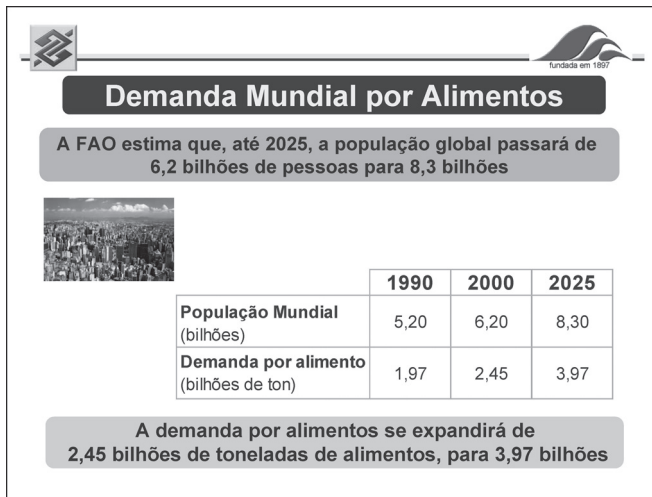 fundada em 1897
Demanda Mundial por Alimentos
A FAO estima que, até 2025, a população global passará de
6,2 bilhões de pessoas para 8,3 bilhões
1990 2000 2025
População Mundial
(bilhões)
5,20 6,20 8,30
Demanda por alimento
(bilhões de ton)
1,97 2,45 3,97
A demanda por alimentos se expandirá de
2,45 bilhões de toneladas de alimentos, para 3,97 bilhões